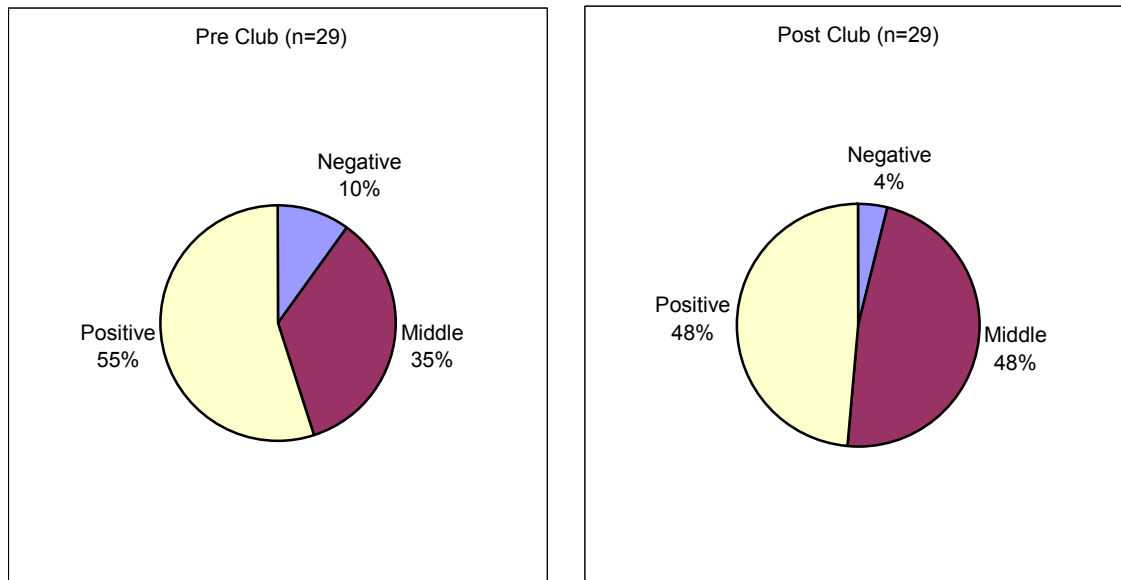 Pre Club (n=29)
Negative
10%
Positive
55%
Middle
35%
Post Club (n=29)
Negative
4%
Positive
48%
Middle
48%